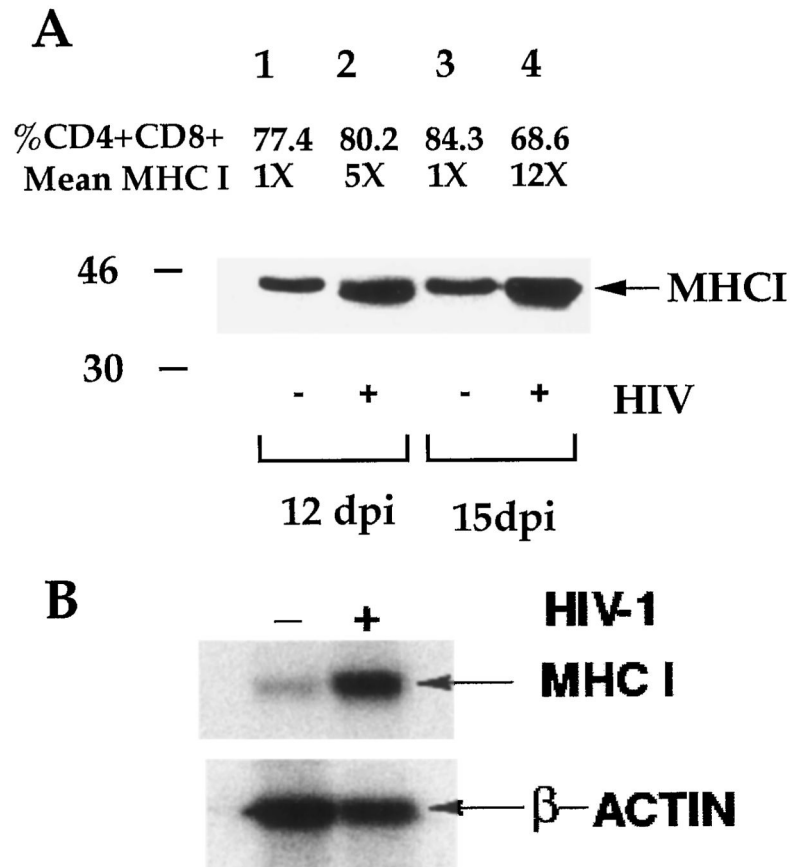 A
1 2 3 4
%CD4+CD8+ 77.4 80.2 84.3 68.6
Mean MHC I 1X 5X 1X 12X
46 –
MHCI
30 –
- + - + HIV
12 dpi 15dpi
B
– + HIV-1
MHC I
β–ACTIN